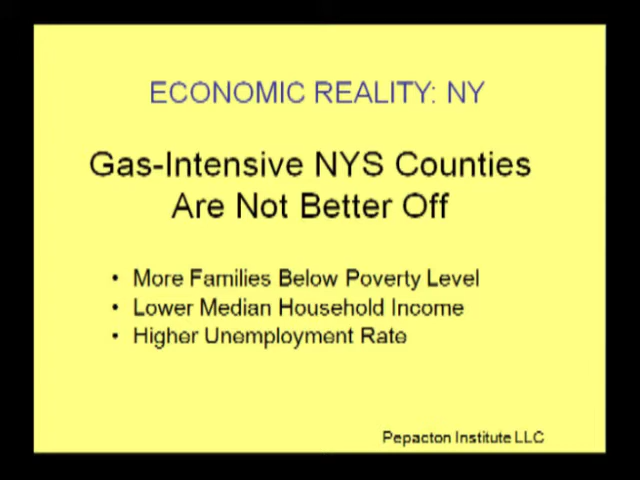 ECONOMIC REALITY: NY
Gas-Intensive NYS Counties
Are Not Better Off
• More Families Below Poverty Level
• Lower Median Household Income
• Higher Unemployment Rate
Pepacton Institute LLC